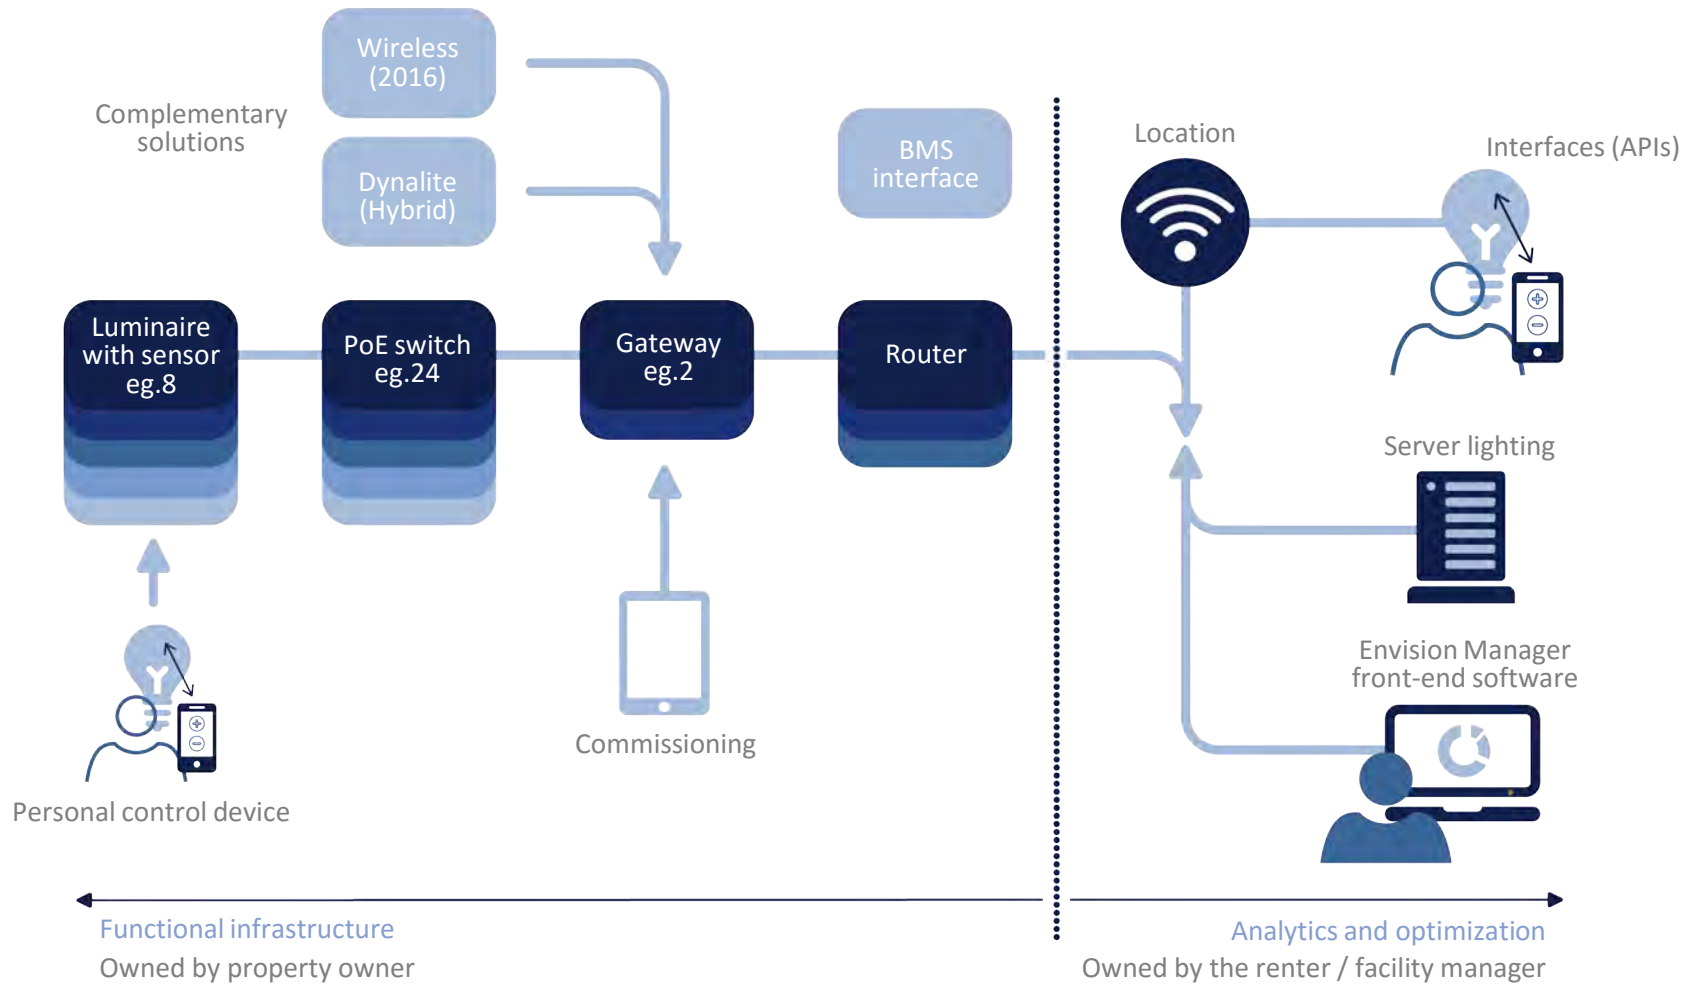 Wireless
(2016)
Complementary
solutions
Dynalite
(Hybrid)
BMS
interface
Location
Interfaces (APIs)
Luminaire
with sensor
eg.8
PoE switch
eg.24
Gateway
eg.2
Router
Server lighting
Envision Manager
front-end software
Commissioning
Personal control device
Functional infrastructure
Owned by property owner
Analytics and optimization
Owned by the renter / facility manager